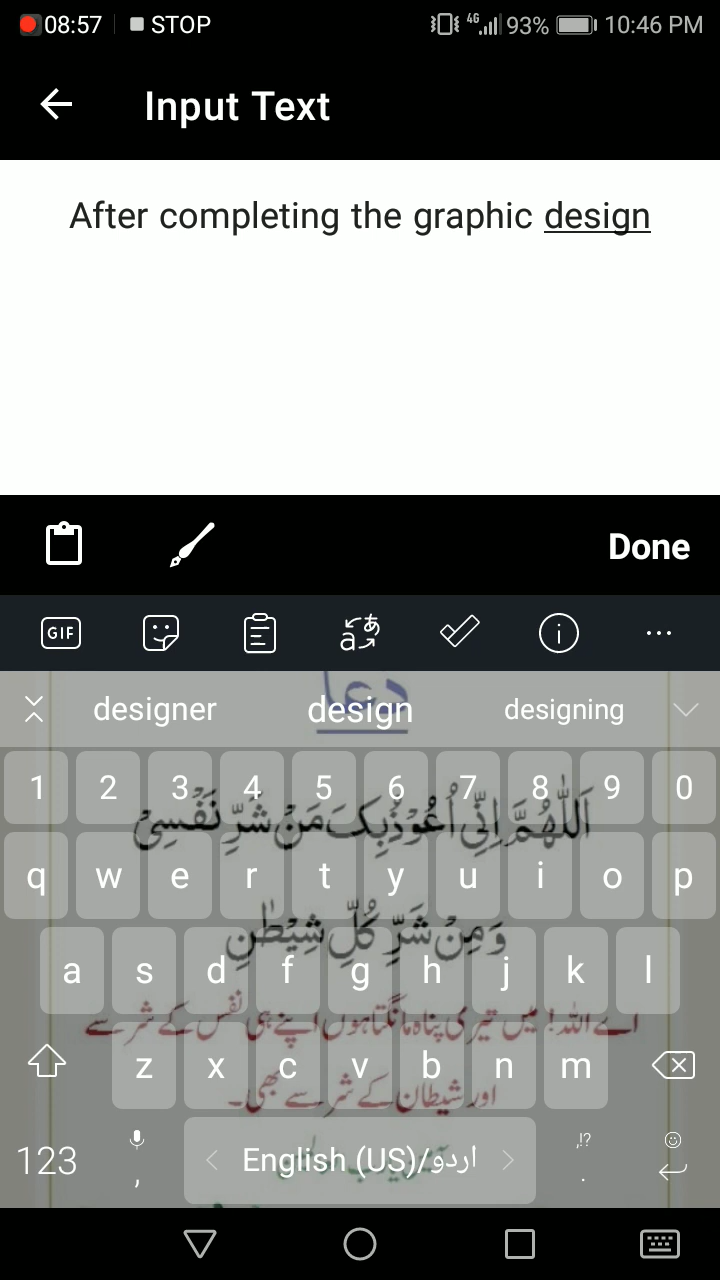 08:57 STOP 4G 93% 10:46 PM
Input Text
After completing the graphic design
Done
GIF
designer design designing
دعا
1 2 3 4 5 6 7 8 9 0
اَللّٰهُمَّ اِنِّىْ اَعُوْذُبِکَ مَنْ شَرِّ نَفْسِىْ
q w e r t y u i o p
وَمِنْ شَرِّ کُلِّ شِيْطٰنِ
a s d f g h j k l
اے اللہ! میں تیری پناہ مانگتا ہوں اپنے ہی نفس کے شر سے
z x c v b n m
اور شیطان کے شر سے بھی۔
123 , English (US)/اردو ,!? .